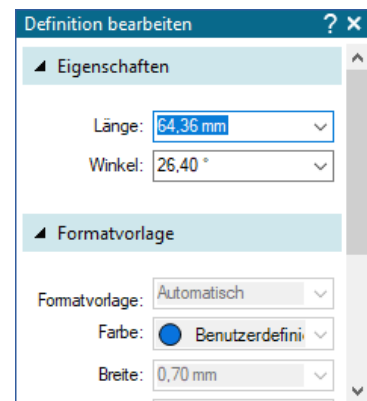 Definition bearbeiten ? ×
Eigenschaften
Länge: 64,36 mm
Winkel: 26,40 °
Formatvorlage
Formatvorlage: Automatisch
Farbe: Benutzerdefini
Breite: 0,70 mm